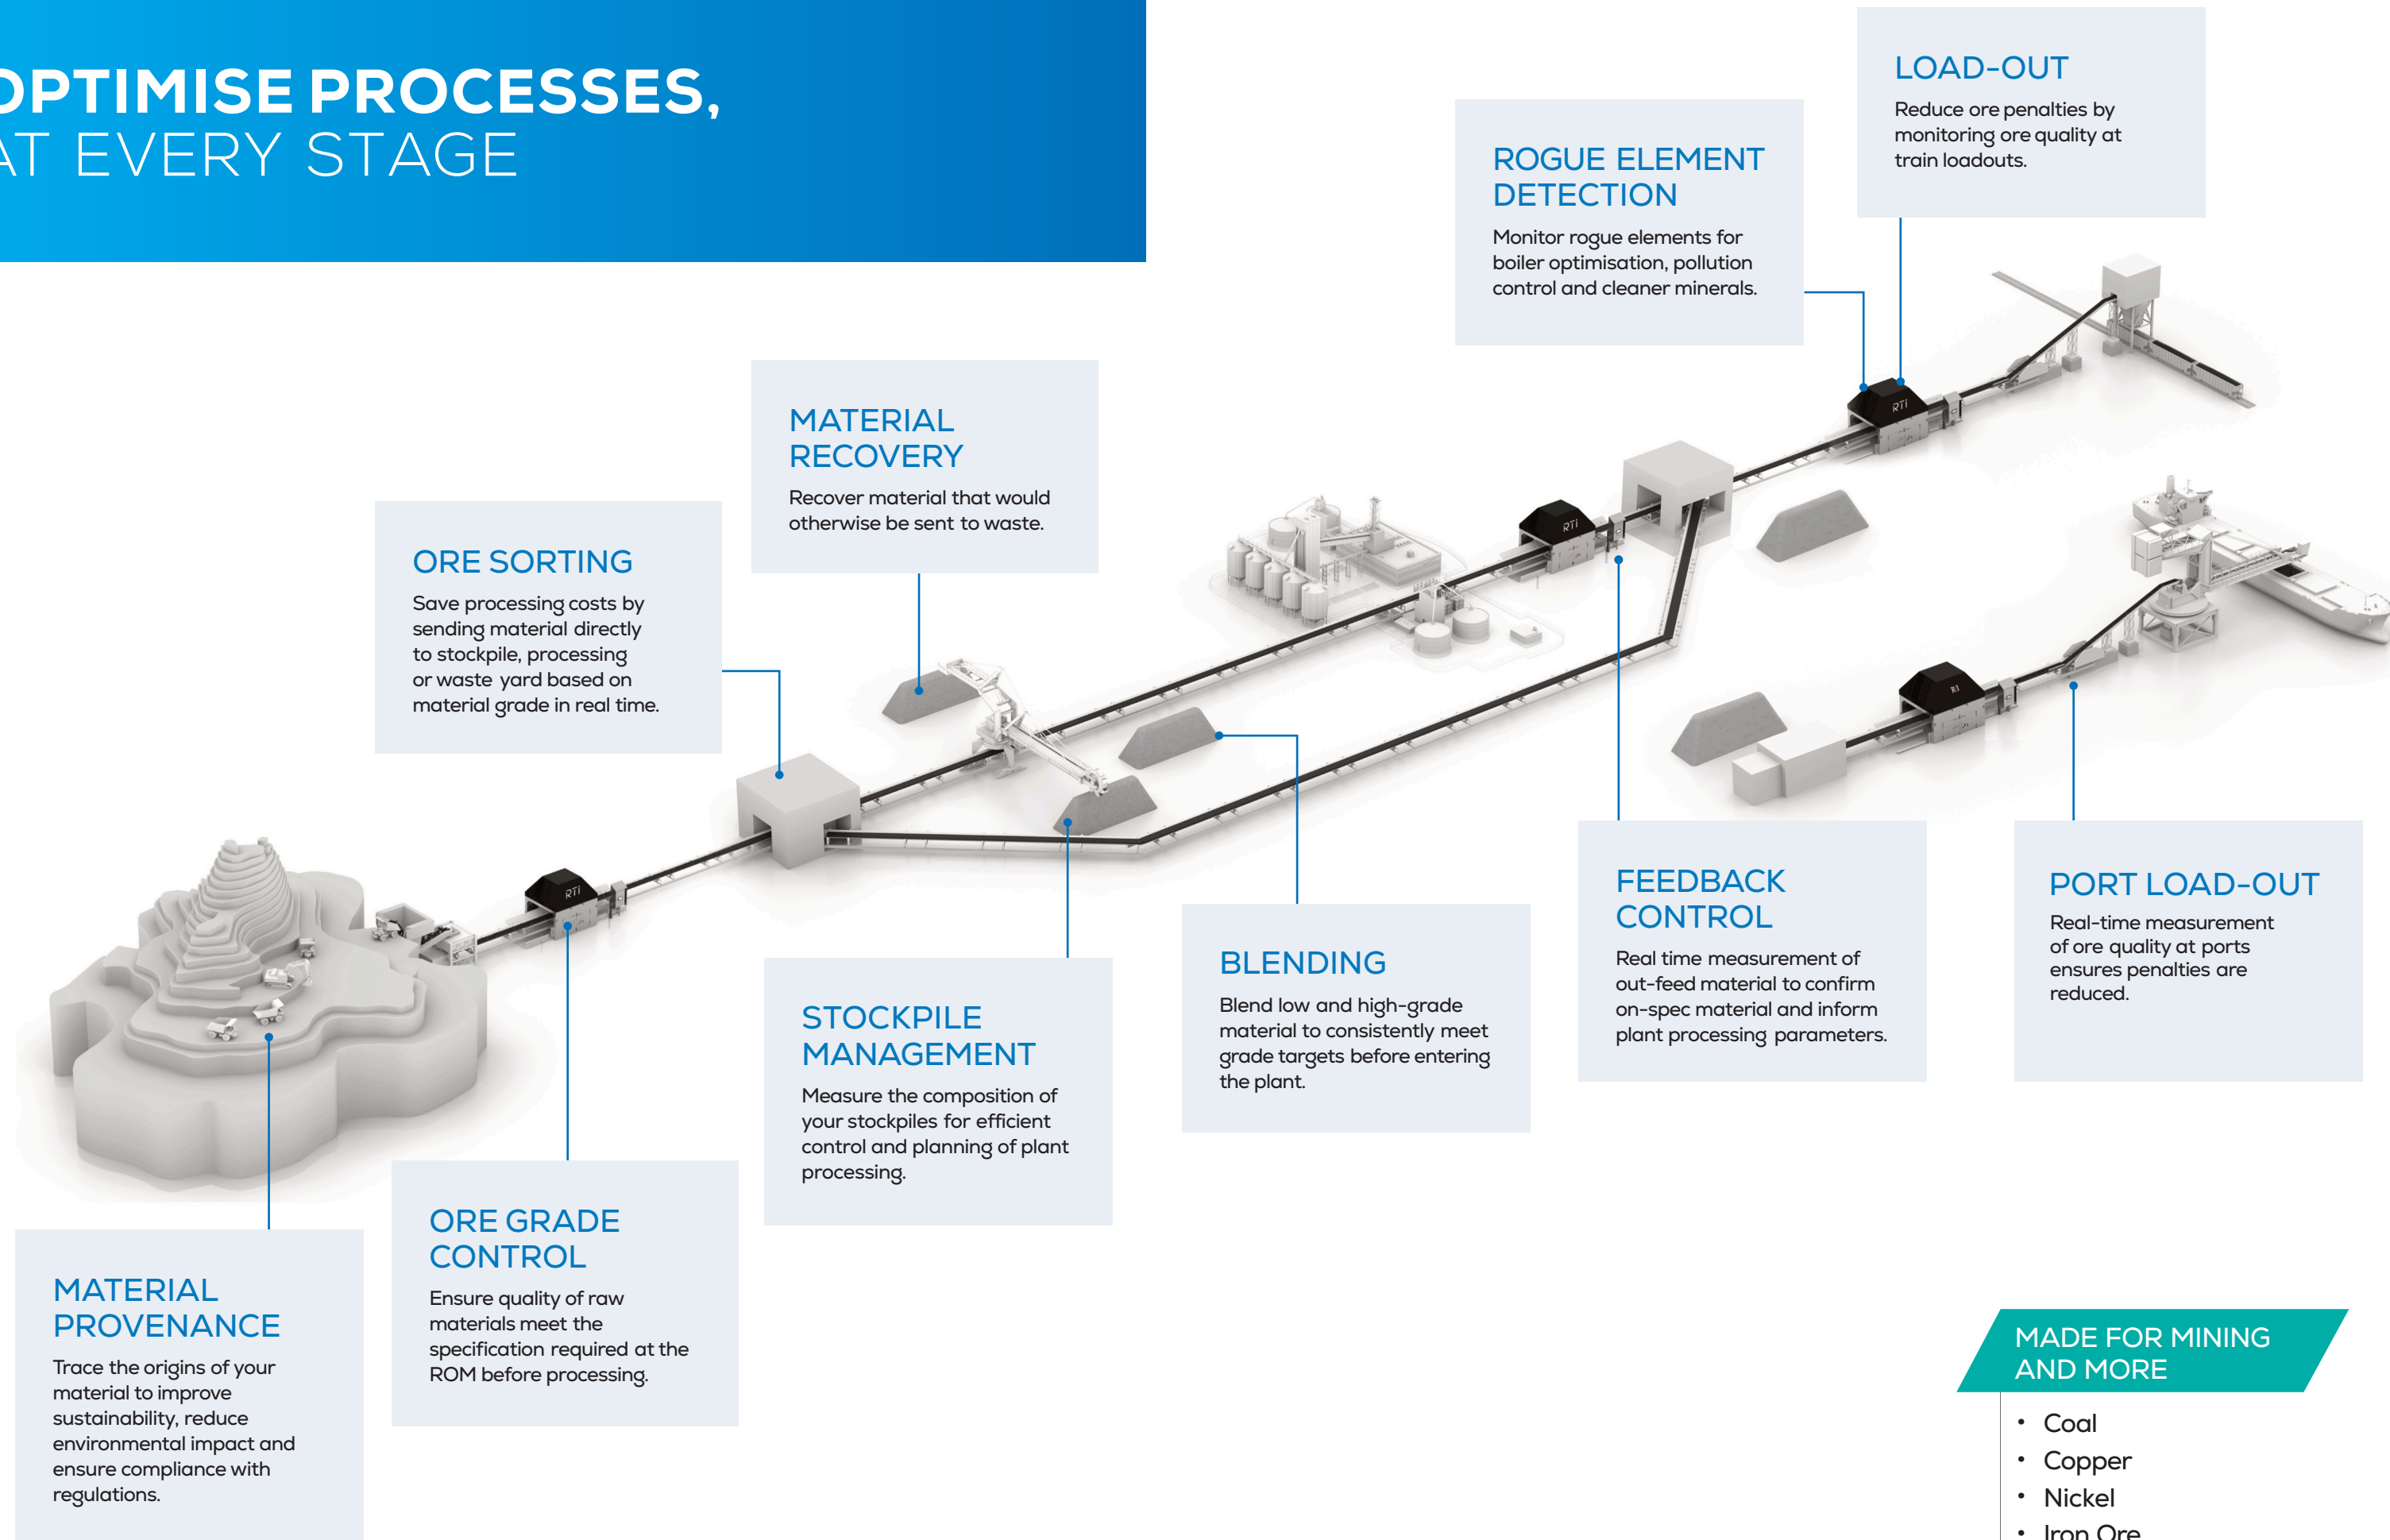 OPTIMISE PROCESSES,
AT EVERY STAGE
LOAD-OUT
Reduce ore penalties by
monitoring ore quality at
train loadouts.
ROGUE ELEMENT
DETECTION
Monitor rogue elements for
boiler optimisation, pollution
control and cleaner minerals.
MATERIAL
RECOVERY
Recover material that would
otherwise be sent to waste.
ORE SORTING
Save processing costs by
sending material directly
to stockpile, processing
or waste yard based on
material grade in real time.
RTI
RTI
RTI
RTI
FEEDBACK
CONTROL
Real time measurement of
out-feed material to confirm
on-spec material and inform
plant processing parameters.
PORT LOAD-OUT
Real-time measurement
of ore quality at ports
ensures penalties are
reduced.
BLENDING
Blend low and high-grade
material to consistently meet
grade targets before entering
the plant.
STOCKPILE
MANAGEMENT
Measure the composition of
your stockpiles for efficient
control and planning of plant
processing.
ORE GRADE
CONTROL
Ensure quality of raw
materials meet the
specification required at the
ROM before processing.
MATERIAL
PROVENANCE
Trace the origins of your
material to improve
sustainability, reduce
environmental impact and
ensure compliance with
regulations.
MADE FOR MINING
AND MORE
• Coal
• Copper
• Nickel
• Iron Ore